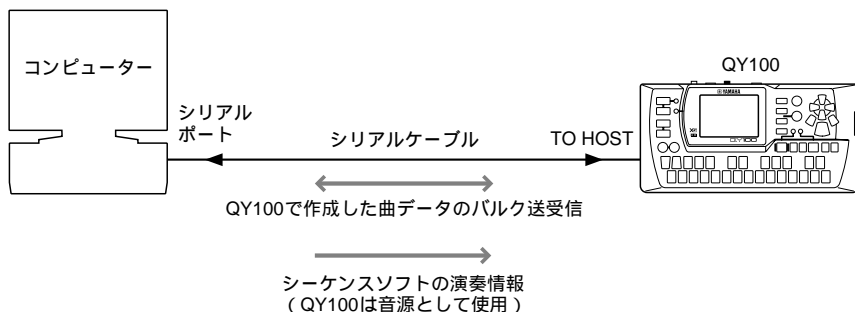 コンピューター
QY100
シリアル
ポート
シリアルケーブル
TO HOST
YAMAHA
QY100
QY100で作成した曲データのバルク送受信
シーケンスソフトの演奏情報
（QY100は音源として使用）